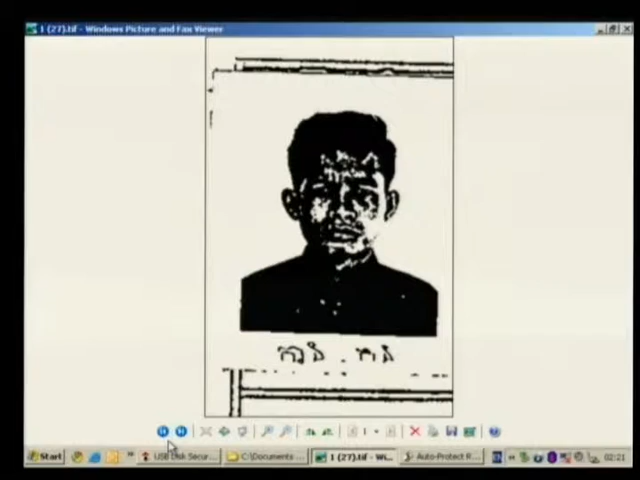 1 (27).tif - Windows Picture and Fax Viewer
1
Start
USB Disk Secur...
C:\Documents ...
1 (27).tif - Wi...
Auto-Protect R...
02:21